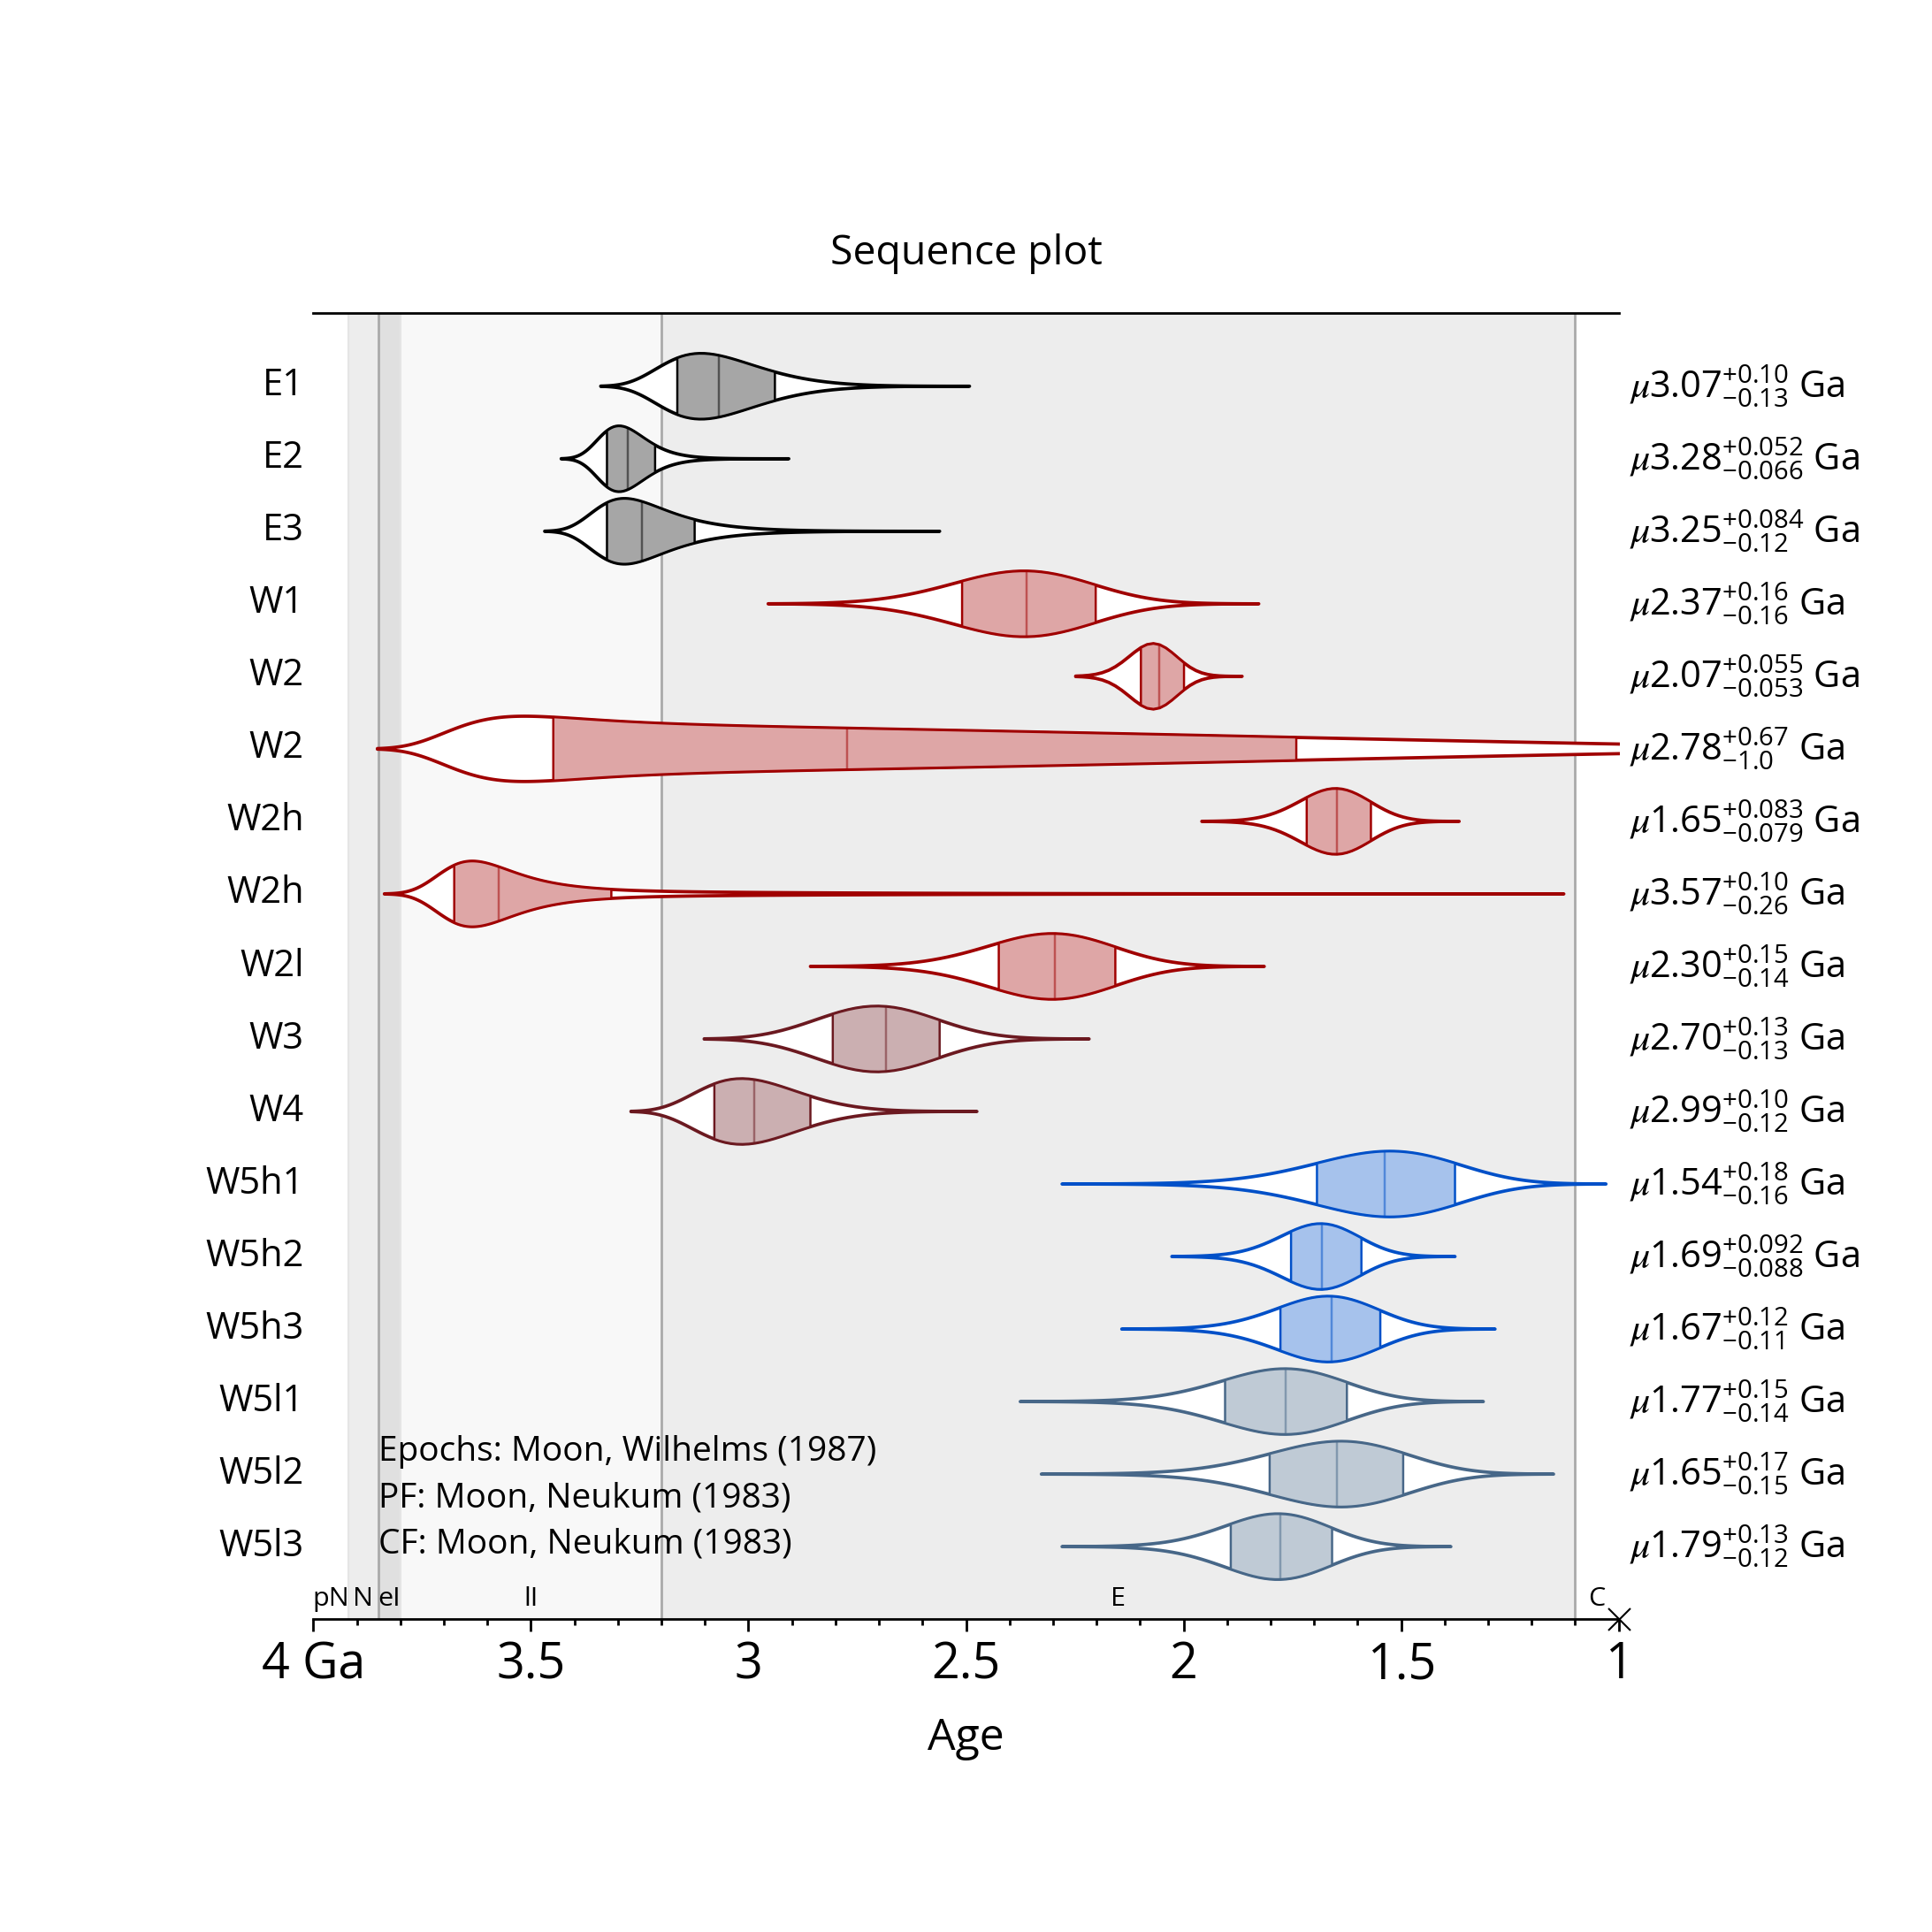 Sequence plot
E1 μ3.07+0.10−0.13 Ga
E2 μ3.28+0.052−0.066 Ga
E3 μ3.25+0.084−0.12 Ga
W1 μ2.37+0.16−0.16 Ga
W2 μ2.07+0.055−0.053 Ga
W2 μ2.78+0.67−1.0 Ga
W2h μ1.65+0.083−0.079 Ga
W2h μ3.57+0.10−0.26 Ga
W2l μ2.30+0.15−0.14 Ga
W3 μ2.70+0.13−0.13 Ga
W4 μ2.99+0.10−0.12 Ga
W5h1 μ1.54+0.18−0.16 Ga
W5h2 μ1.69+0.092−0.088 Ga
W5h3 μ1.67+0.12−0.11 Ga
W5l1 μ1.77+0.15−0.14 Ga
Epochs: Moon, Wilhelms (1987)
W5l2 μ1.65+0.17−0.15 Ga
PF: Moon, Neukum (1983)
W5l3 μ1.79+0.13−0.12 Ga
CF: Moon, Neukum (1983)
pN N eI lI E C
4 Ga 3.5 3 2.5 2 1.5 1
Age